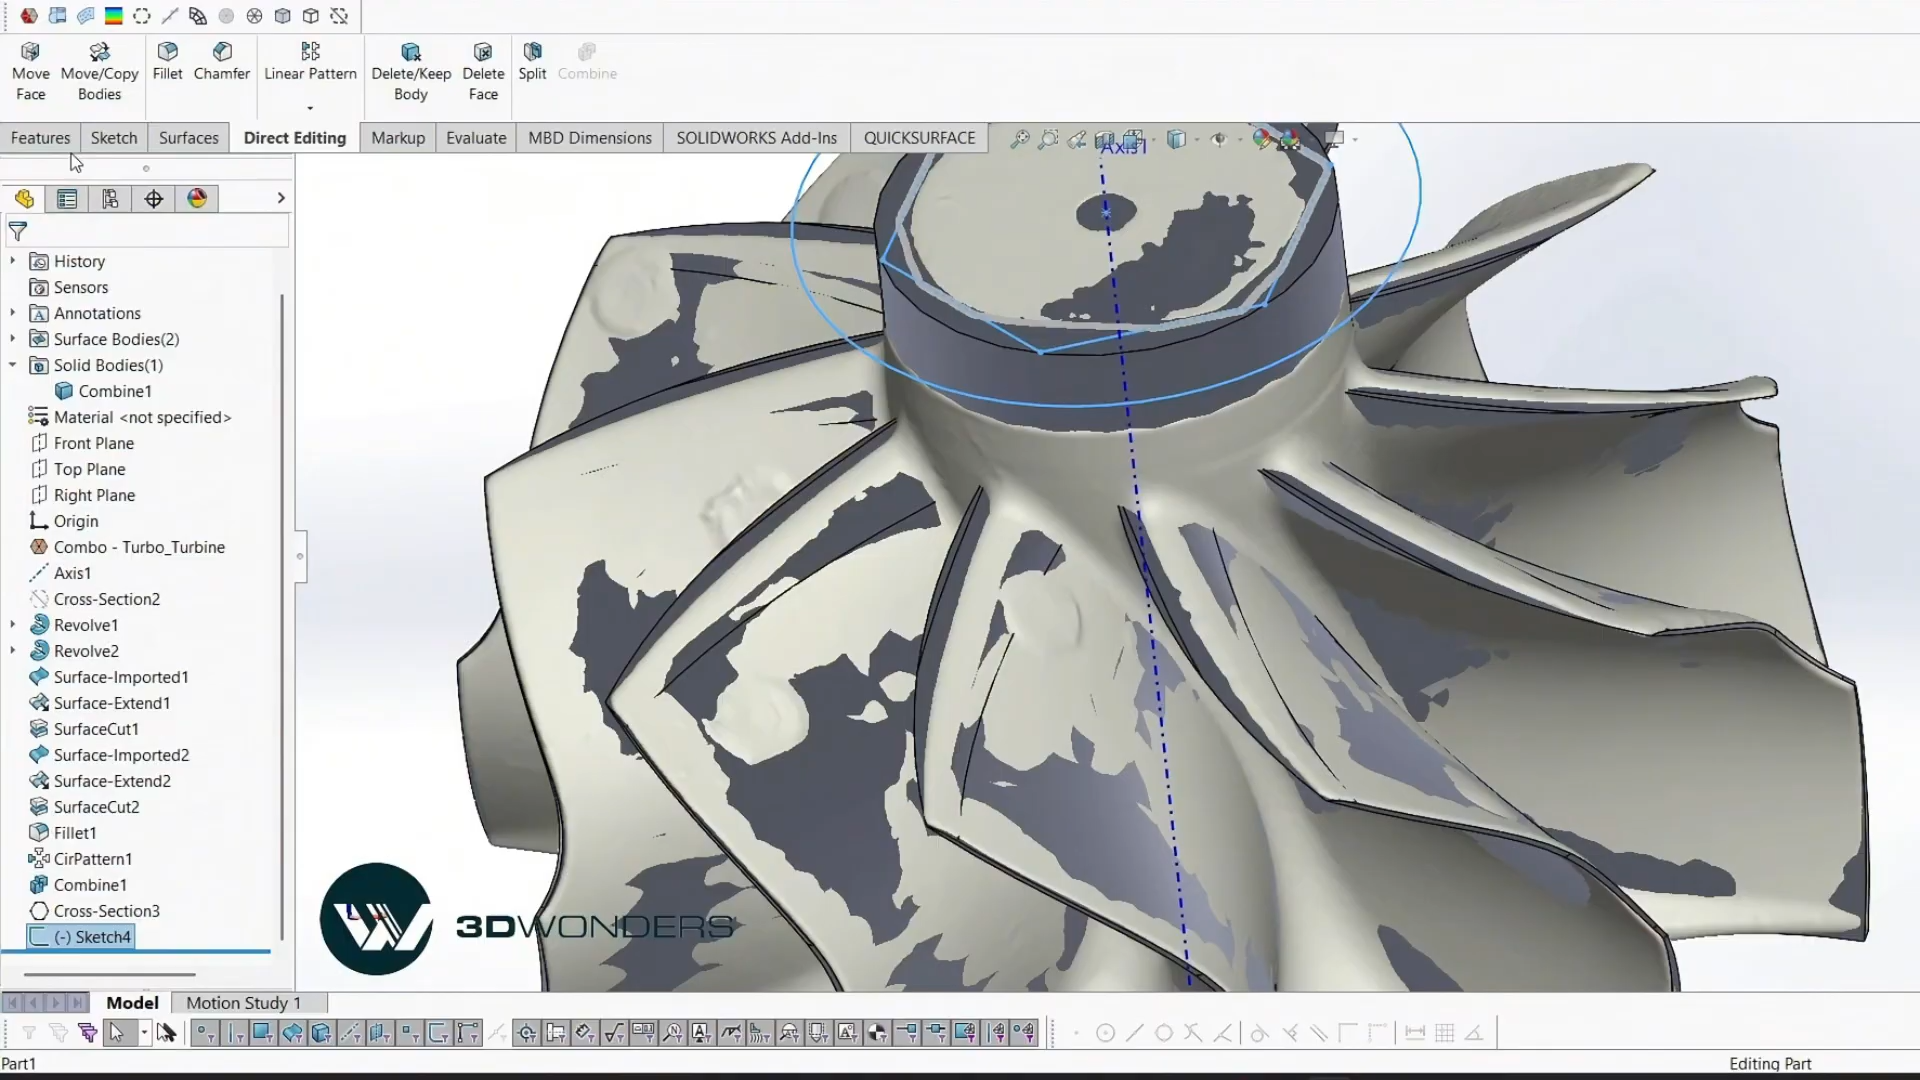 Move Face
Move/Copy Bodies
Fillet
Chamfer
Linear Pattern
Delete/Keep Body
Delete Face
Split
Combine
Features
Sketch
Surfaces
Direct Editing
Markup
Evaluate
MBD Dimensions
SOLIDWORKS Add-Ins
QUICKSURFACE
Axis1
History
Sensors
Annotations
Surface Bodies(2)
Solid Bodies(1)
Combine1
Material <not specified>
Front Plane
Top Plane
Right Plane
Origin
Combo - Turbo_Turbine
Axis1
Cross-Section2
Revolve1
Revolve2
Surface-Imported1
Surface-Extend1
SurfaceCut1
Surface-Imported2
Surface-Extend2
SurfaceCut2
Fillet1
CirPattern1
Combine1
Cross-Section3
(-) Sketch4
3DWONDERS
Model
Motion Study 1
Part1
Editing Part